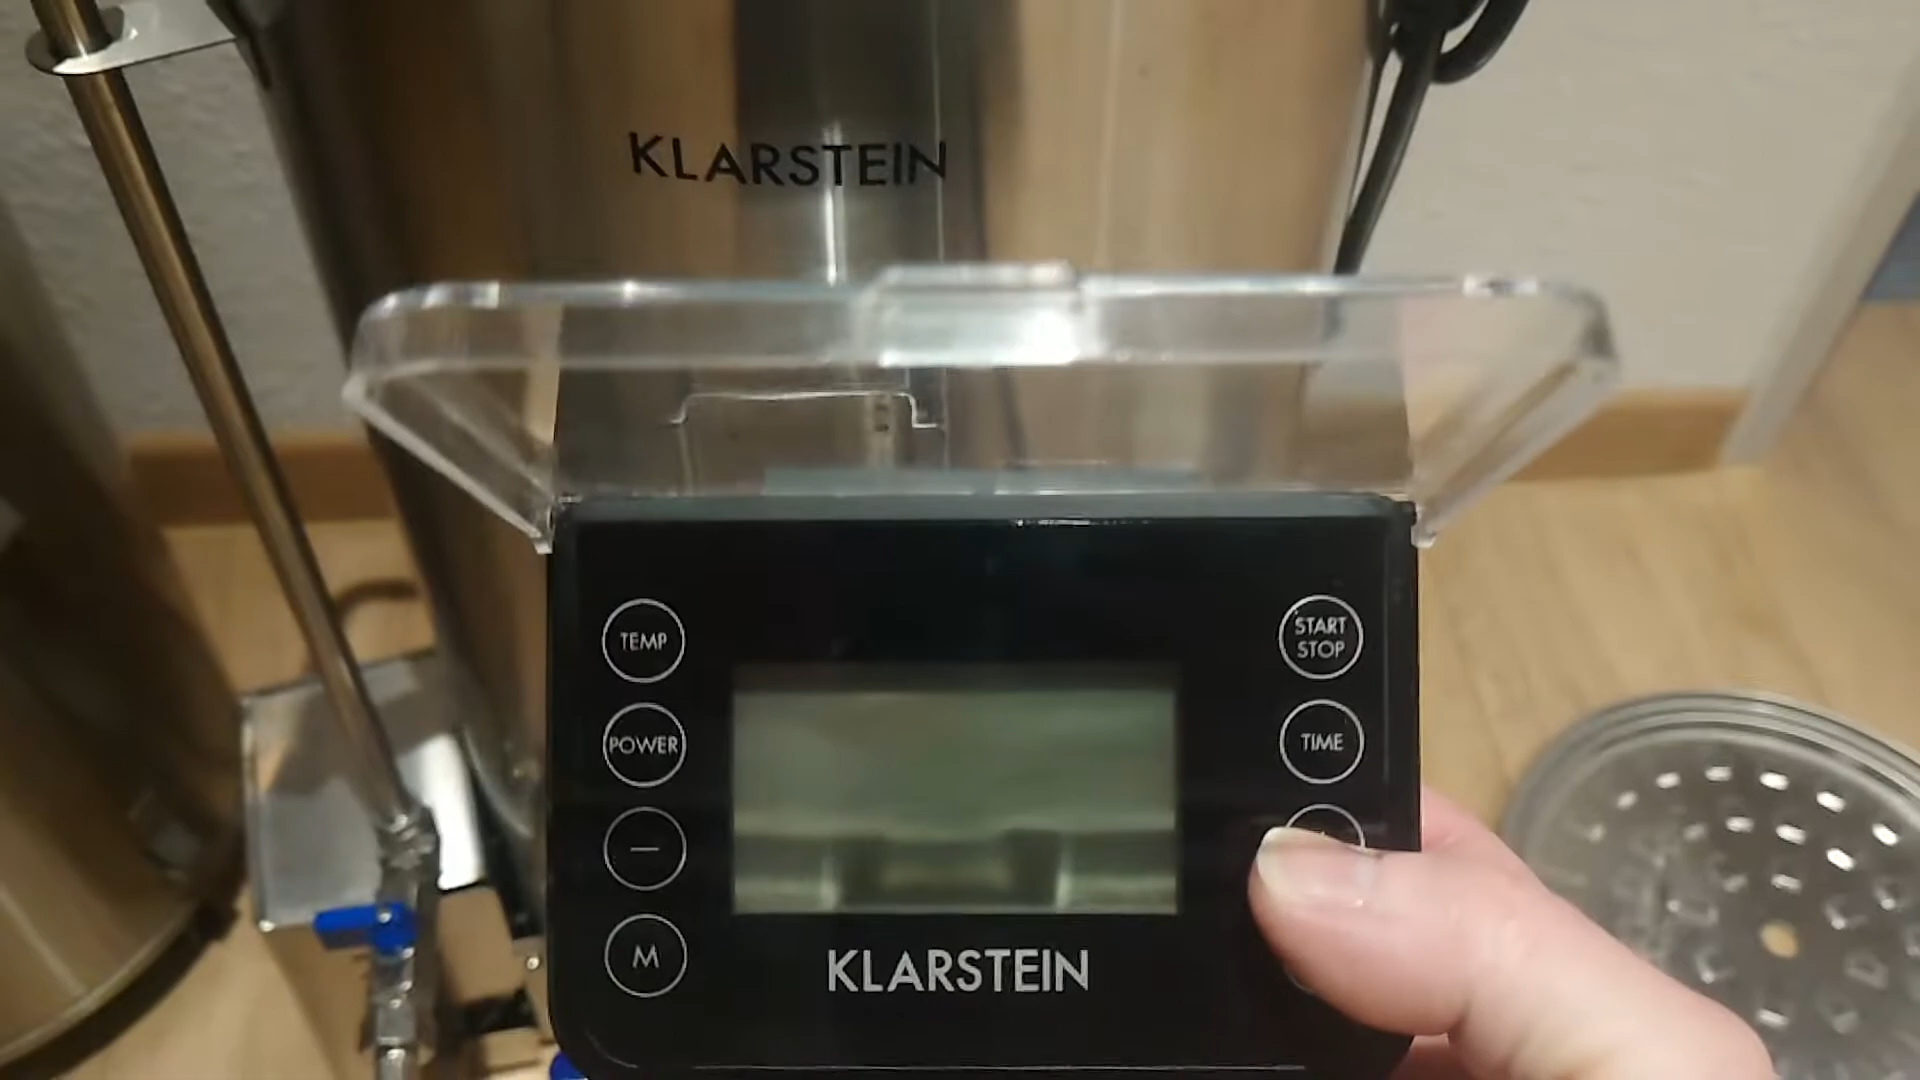 KLARSTEIN
TEMP
START
STOP
POWER
TIME
—
M
KLARSTEIN